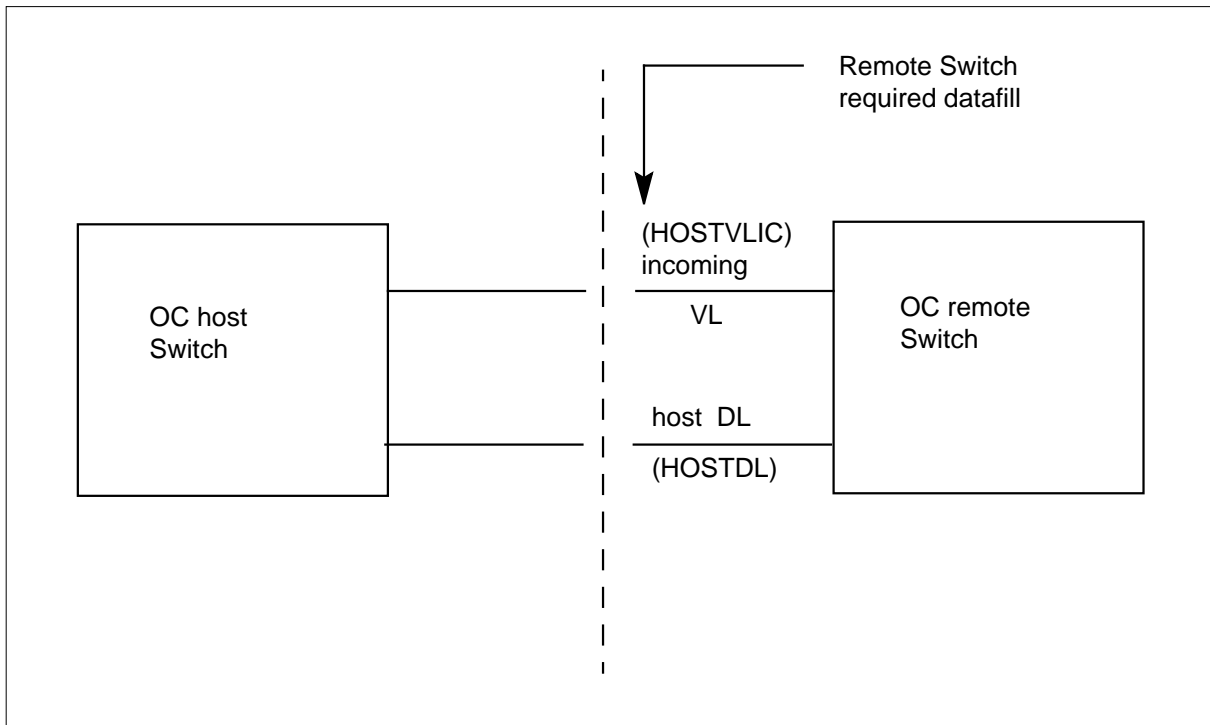 Remote Switch
required datafill
(HOSTVLIC)
incoming
VL
OC host
Switch
OC remote
Switch
host DL
(HOSTDL)